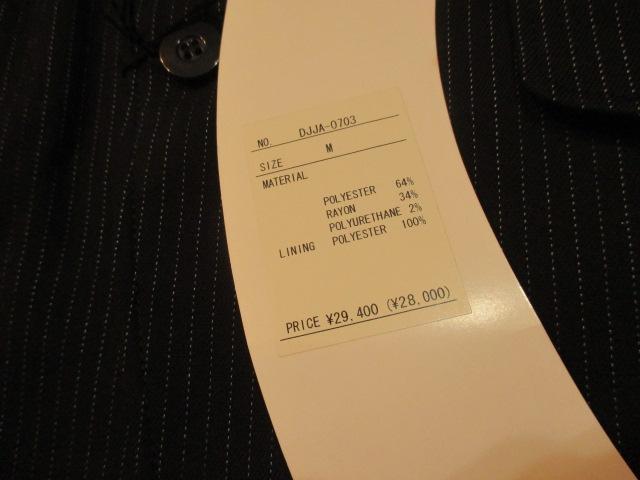 NO. DJJA-0703
SIZE M
MATERIAL
POLYESTER 64%
RAYON 34%
POLYURETHANE 2%
LINING POLYESTER 100%
PRICE ¥29.400 (¥28.000)